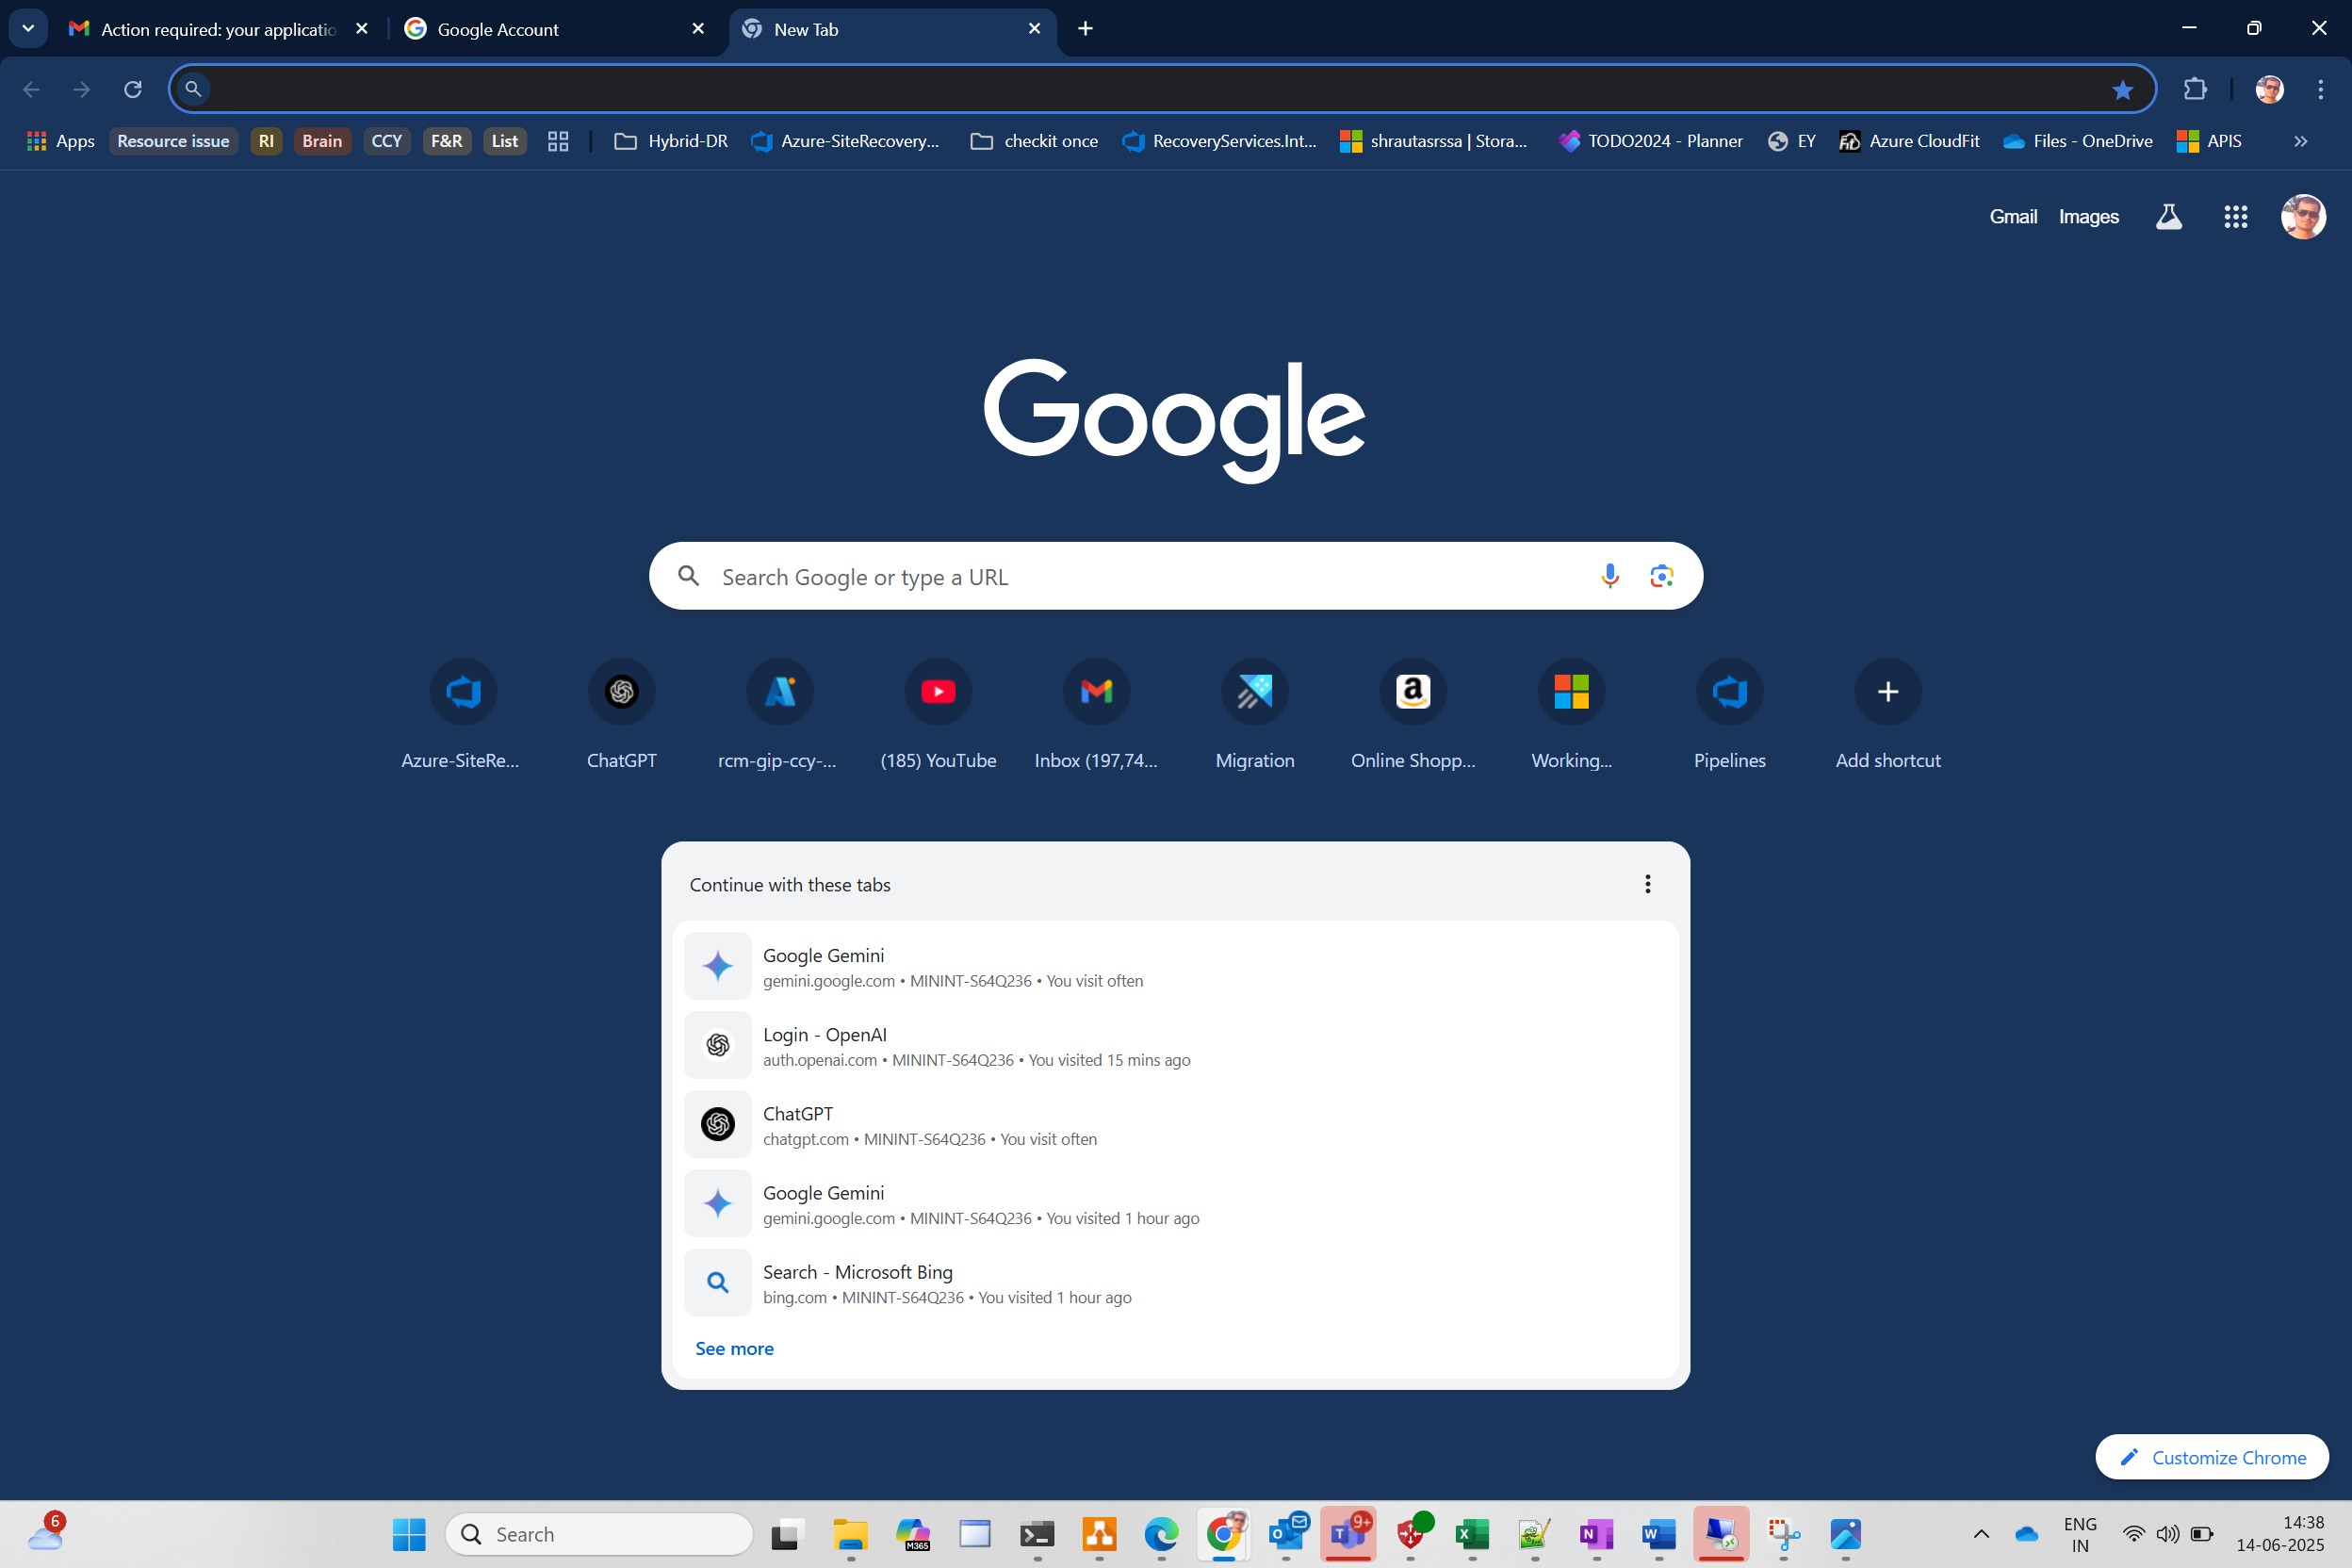 Action required: your applicatio
Google Account
New Tab
Apps
Resource issue
RI
Brain
CCY
F&R
List
Hybrid-DR
Azure-SiteRecovery...
checkit once
RecoveryServices.Int...
shrautasrssa | Stora...
TODO2024 - Planner
EY
Azure CloudFit
Files - OneDrive
APIS
Gmail
Images
Google
Search Google or type a URL
Azure-SiteRe...
ChatGPT
rcm-gip-ccy-...
(185) YouTube
Inbox (197,74...
Migration
Online Shopp...
Working...
Pipelines
Add shortcut
Continue with these tabs
Google Gemini
gemini.google.com • MININT-S64Q236 • You visit often
Login - OpenAI
auth.openai.com • MININT-S64Q236 • You visited 15 mins ago
ChatGPT
chatgpt.com • MININT-S64Q236 • You visit often
Google Gemini
gemini.google.com • MININT-S64Q236 • You visited 1 hour ago
Search - Microsoft Bing
bing.com • MININT-S64Q236 • You visited 1 hour ago
See more
Customize Chrome
6
Search
M365
9+
ENG
IN
14:38
14-06-2025